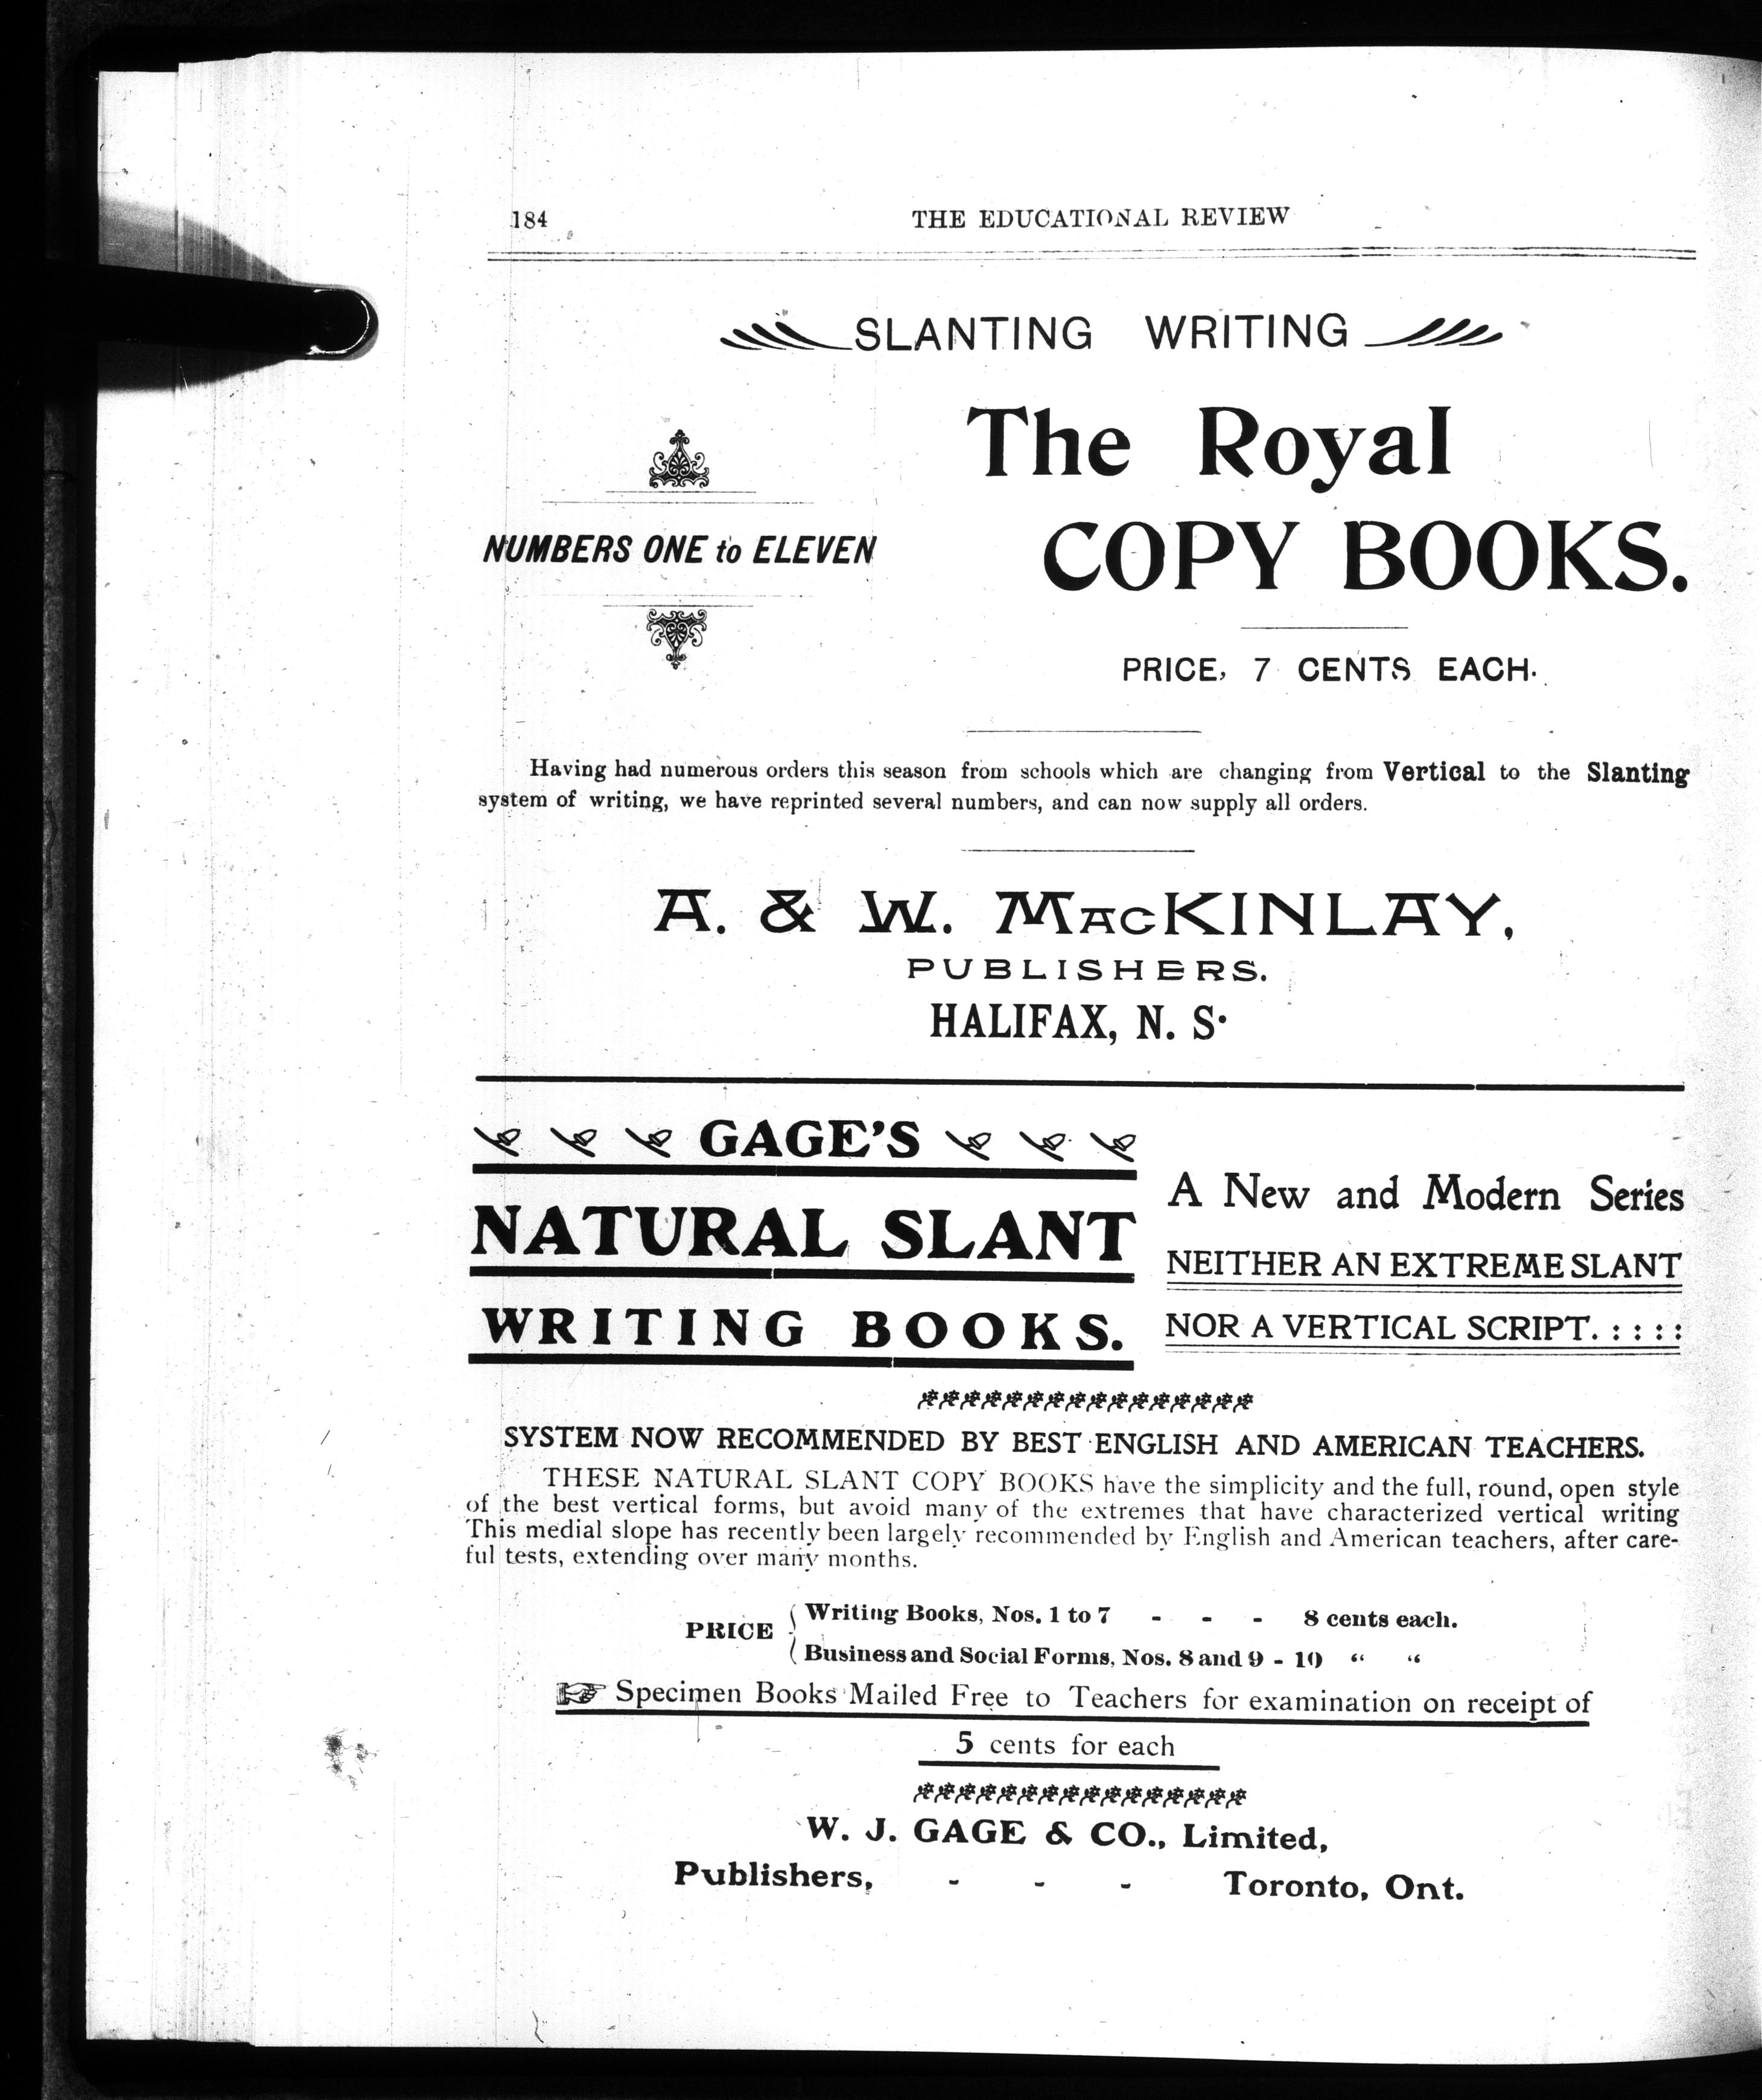 184 THE EDUCATIONAL REVIEW
SLANTING WRITING
The Royal
COPY BOOKS.
NUMBERS ONE to ELEVEN
PRICE, 7 CENTS EACH.
Having had numerous orders this season from schools which are changing from Vertical to the Slanting
system of writing, we have reprinted several numbers, and can now supply all orders.
A. & W. MACKINLAY,
PUBLISHERS.
HALIFAX, N. S.
GAGE'S
NATURAL SLANT
WRITING BOOKS.
A New and Modern Series
NEITHER AN EXTREME SLANT
NOR A VERTICAL SCRIPT. : : : :
SYSTEM NOW RECOMMENDED BY BEST ENGLISH AND AMERICAN TEACHERS.
THESE NATURAL SLANT COPY BOOKS have the simplicity and the full, round, open style
of the best vertical forms, but avoid many of the extremes that have characterized vertical writing
This medial slope has recently been largely recommended by English and American teachers, after care-
ful tests, extending over many months.
PRICE { Writing Books, Nos. 1 to 7 - - - 8 cents each.
Business and Social Forms, Nos. 8 and 9 - 10 “ “
Specimen Books Mailed Free to Teachers for examination on receipt of
5 cents for each
W. J. GAGE & CO., Limited,
Publishers, - - - Toronto, Ont.